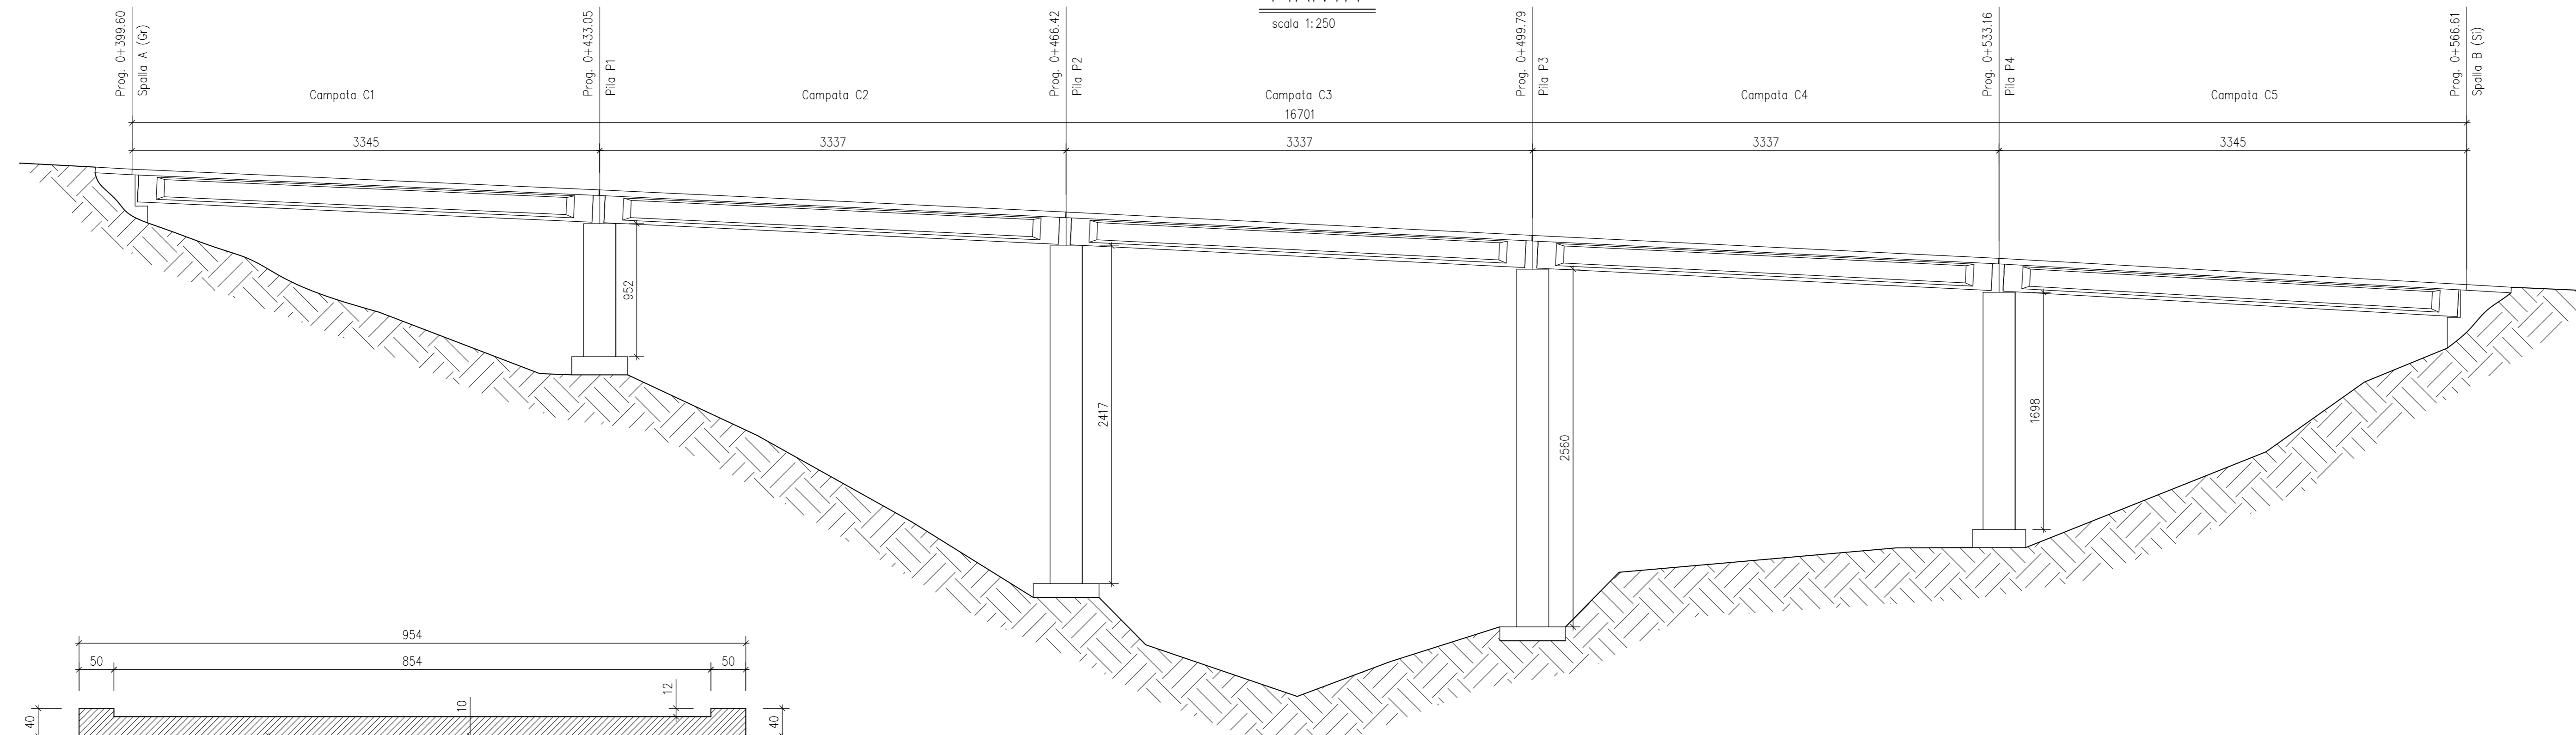 scala 1:250
Prog. 0+399.60
Spalla A (Gr)
Prog. 0+433.05
Pila P1
Prog. 0+466.42
Pila P2
Prog. 0+499.79
Pila P3
Prog. 0+533.16
Pila P4
Prog. 0+566.61
Spalla B (Si)
Campata C1
Campata C2
Campata C3
Campata C4
Campata C5
16701
3345
3337
3337
3337
3345
952
2417
2560
1698
954
50
854
50
12
10
40
40